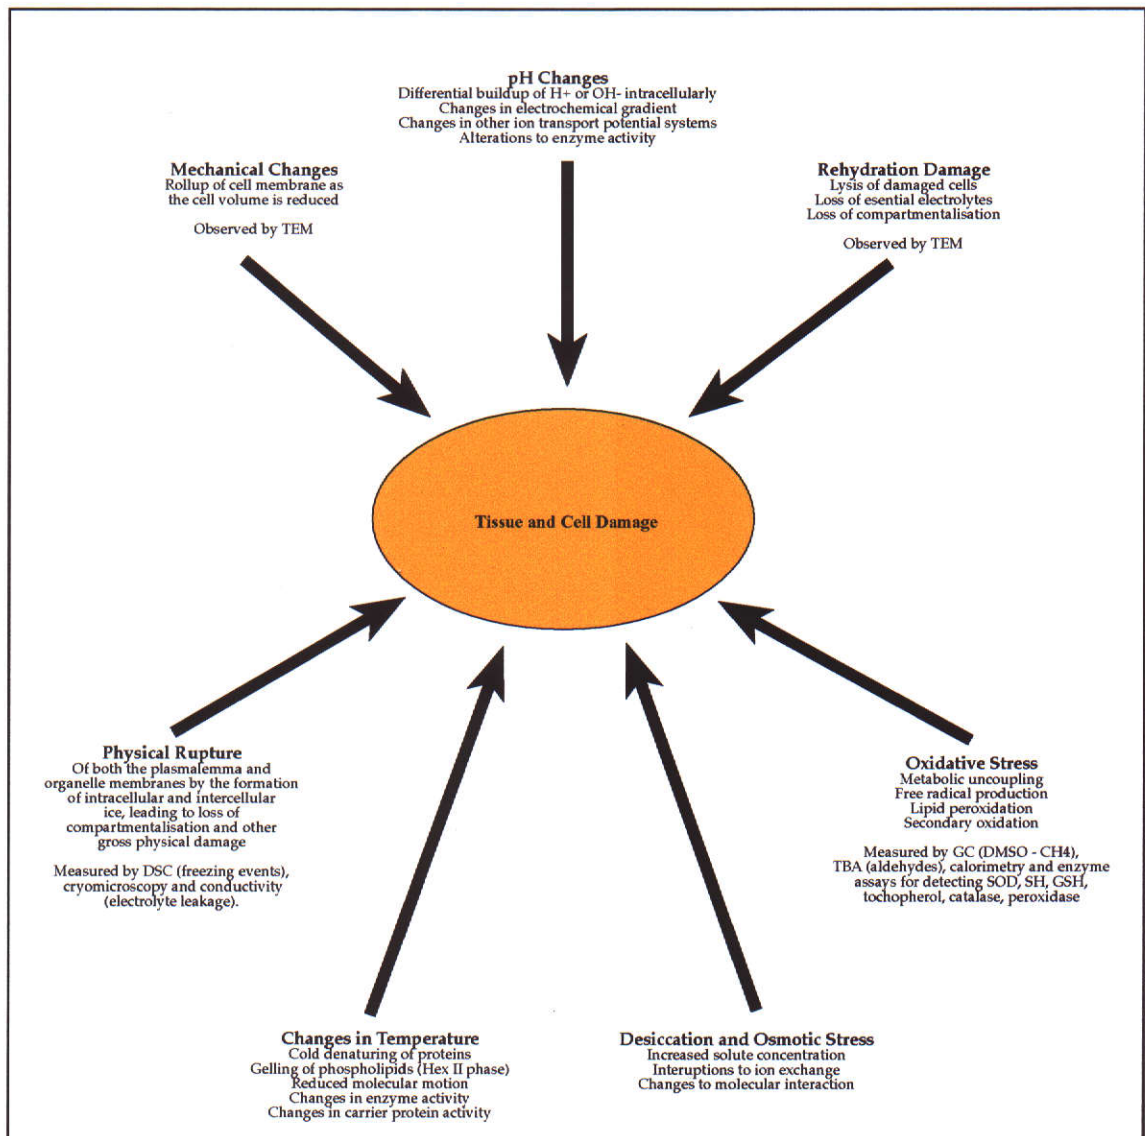 pH Changes
Differential buildup of H+ or OH- intracellularly
Changes in electrochemical gradient
Changes in other ion transport potential systems
Alterations to enzyme activity
Mechanical Changes
Rollup of cell membrane as
the cell volume is reduced
Observed by TEM
Rehydration Damage
Lysis of damaged cells
Loss of esential electrolytes
Loss of compartmentalisation
Observed by TEM
Tissue and Cell Damage
Physical Rupture
Of both the plasmalemma and
organelle membranes by the formation
of intracellular and intercellular
ice, leading to loss of
compartmentalisation and other
gross physical damage
Measured by DSC (freezing events),
cryomicroscopy and conductivity
(electrolyte leakage).
Oxidative Stress
Metabolic uncoupling
Free radical production
Lipid peroxidation
Secondary oxidation
Measured by GC (DMSO - CH4),
TBA (aldehydes), calorimetry and enzyme
assays for detecting SOD, SH, GSH,
tochopherol, catalase, peroxidase
Changes in Temperature
Cold denaturing of proteins
Gelling of phospholipids (Hex II phase)
Reduced molecular motion
Changes in enzyme activity
Changes in carrier protein activity
Desiccation and Osmotic Stress
Increased solute concentration
Interuptions to ion exchange
Changes to molecular interaction